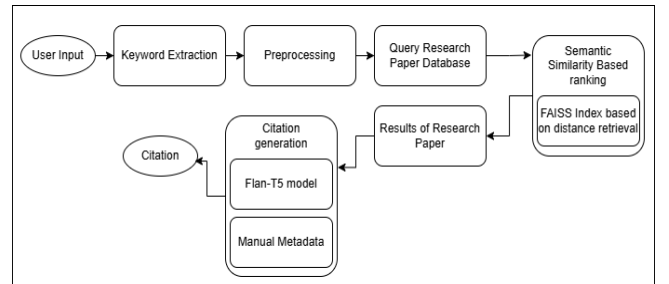 User Input
Keyword Extraction
Preprocessing
Query Research
Paper Database
Semantic
Similarity Based
ranking
FAISS Index based
on distance retrieval
Results of Research
Paper
Citation
generation
Flan-T5 model
Manual Metadata
Citation